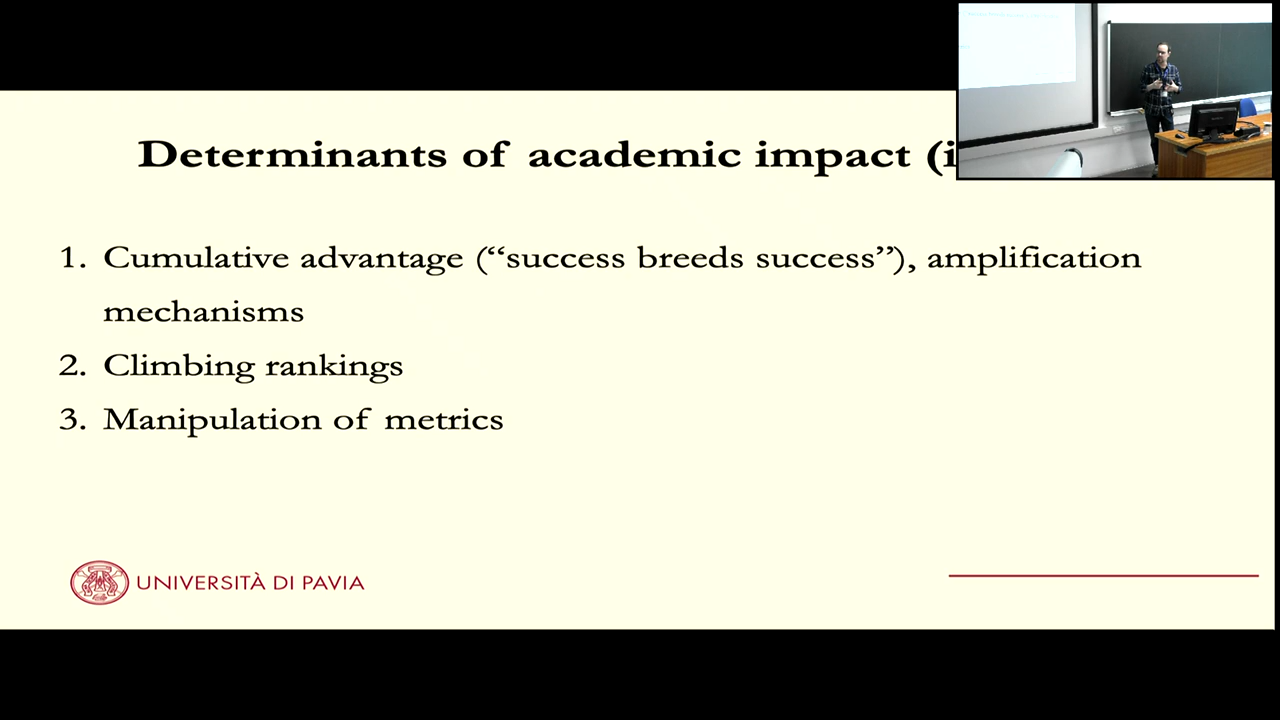 Determinants of academic impact (i
1. Cumulative advantage (“success breeds success”), amplification
mechanisms
2. Climbing rankings
3. Manipulation of metrics
UNIVERSITÀ DI PAVIA